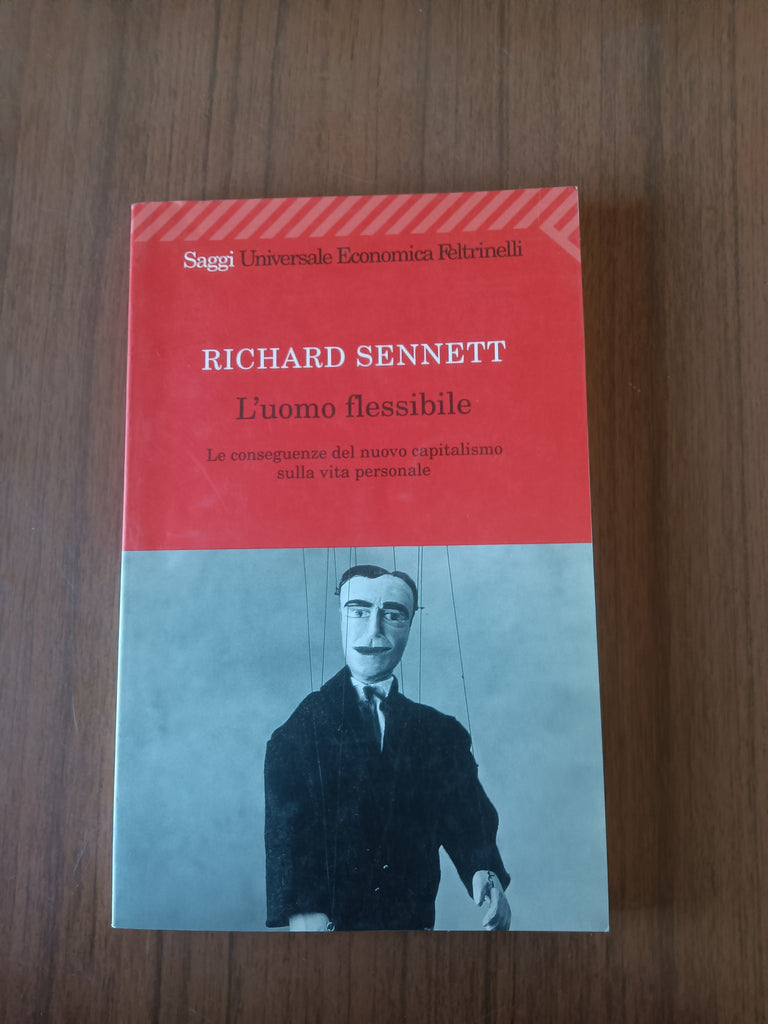 Saggi Universale Economica Feltrinelli
RICHARD SENNETT
L'uomo flessibile
Le conseguenze del nuovo capitalismo
sulla vita personale